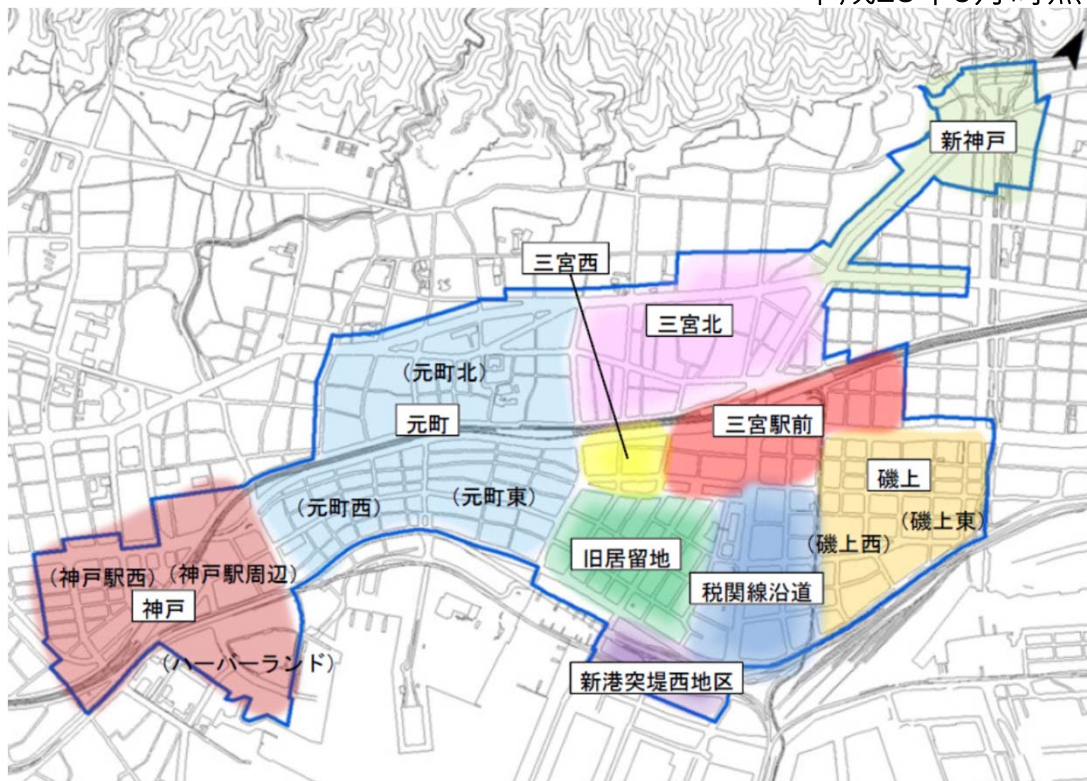 新神戸
三宮西
三宮北
(元町北)
元町
三宮駅前
磯上
(元町西)
(元町東)
(磯上東)
(磯上西)
旧居留地
(神戸駅西)
(神戸駅周辺)
税関線沿道
神戸
(ハーバーランド)
新港突堤西地区